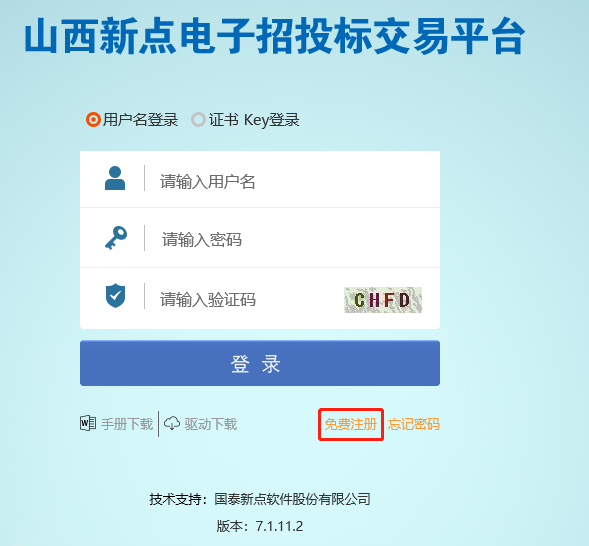 山西新点电子招投标交易平台
用户名登录 证书 Key登录
请输入用户名
请输入密码
请输入验证码 CHFD
登 录
手册下载 驱动下载 免费注册 忘记密码
技术支持：国泰新点软件股份有限公司
版本：7.1.11.2